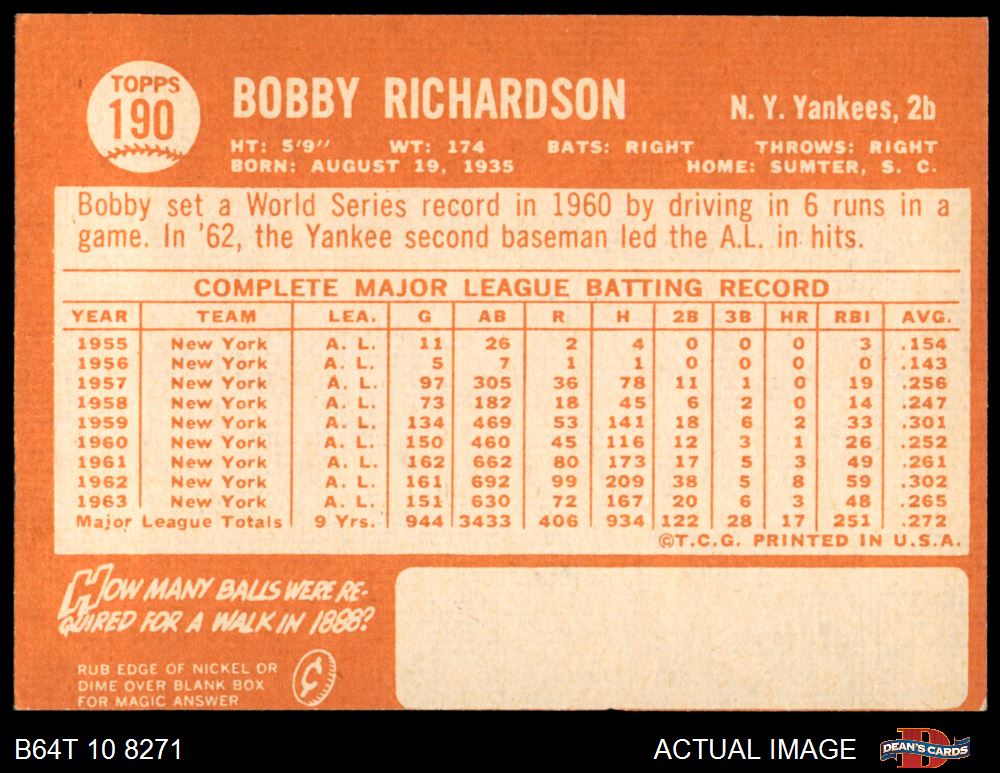 TOPPS
190
BOBBY RICHARDSON
N. Y. Yankees, 2b
HT: 5'9" WT: 174 BATS: RIGHT THROWS: RIGHT
BORN: AUGUST 19, 1935 HOME: SUMTER, S. C.
Bobby set a World Series record in 1960 by driving in 6 runs in a
game. In '62, the Yankee second baseman led the A.L. in hits.
COMPLETE MAJOR LEAGUE BATTING RECORD
YEAR TEAM LEA. G AB R H 2B 3B HR RBI AVG.
1955 New York A. L. 11 26 2 4 0 0 0 3 .154
1956 New York A. L. 5 7 1 1 0 0 0 0 .143
1957 New York A. L. 97 305 36 78 11 1 0 19 .256
1958 New York A. L. 73 182 18 45 6 2 0 14 .247
1959 New York A. L. 134 469 53 141 18 6 2 33 .301
1960 New York A. L. 150 460 45 116 12 3 1 26 .252
1961 New York A. L. 162 662 80 173 17 5 3 49 .261
1962 New York A. L. 161 692 99 209 38 5 8 59 .302
1963 New York A. L. 151 630 72 167 20 6 3 48 .265
Major League Totals 9 Yrs. 944 3433 406 934 122 28 17 251 .272
©T.C.G. PRINTED IN U.S.A.
HOW MANY BALLS WERE RE-
QUIRED FOR A WALK IN 1888?
RUB EDGE OF NICKEL OR
DIME OVER BLANK BOX
FOR MAGIC ANSWER
¢
B64T 10 8271
ACTUAL IMAGE
D
DEAN'S CARDS